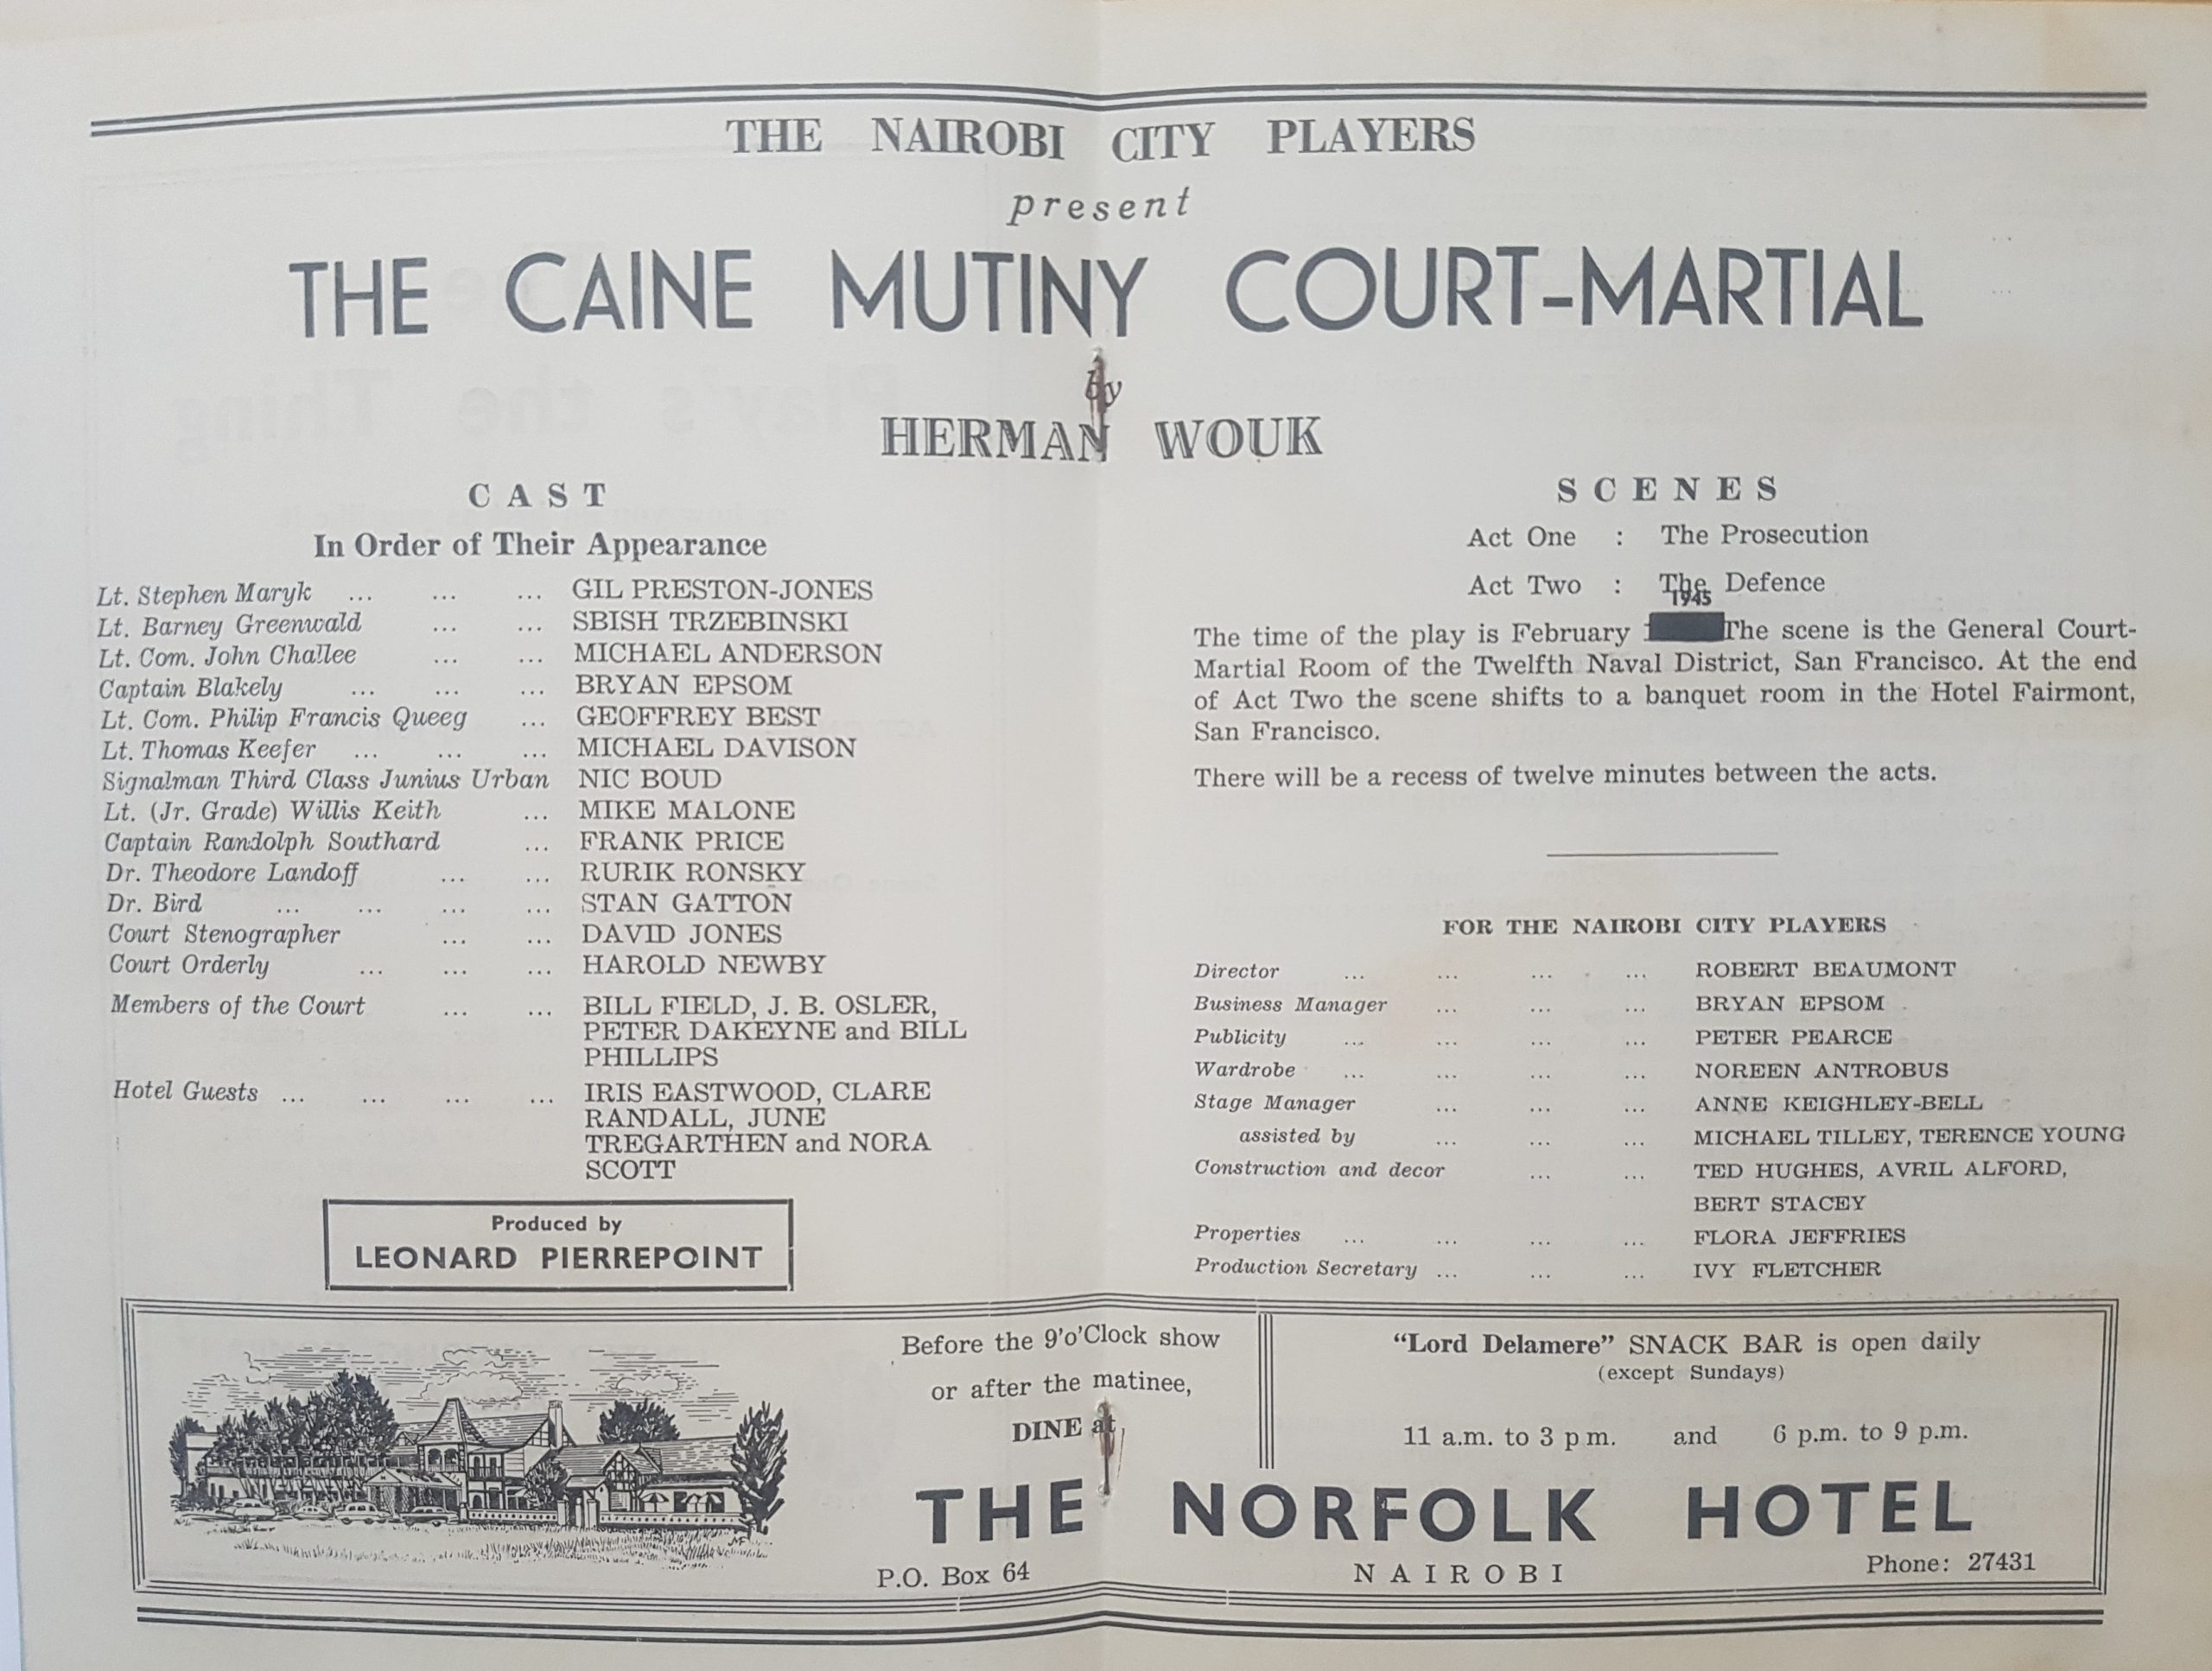 THE NAIROBI CITY PLAYERS
present
THE CAINE MUTINY COURT-MARTIAL
by
HERMAN WOUK
CAST
In Order of Their Appearance
Lt. Stephen Maryk ... ... ... GIL PRESTON-JONES
Lt. Barney Greenwald ... ... SBISH TRZEBINSKI
Lt. Com. John Challee ... ... MICHAEL ANDERSON
Captain Blakely ... ... ... BRYAN EPSOM
Lt. Com. Philip Francis Queeg ... GEOFFREY BEST
Lt. Thomas Keefer ... ... ... MICHAEL DAVISON
Signalman Third Class Junius Urban NIC BOUD
Lt. (Jr. Grade) Willis Keith ... MIKE MALONE
Captain Randolph Southard ... FRANK PRICE
Dr. Theodore Landoff ... ... RURIK RONSKY
Dr. Bird ... ... ... ... STAN GATTON
Court Stenographer ... ... DAVID JONES
Court Orderly ... ... ... HAROLD NEWBY
Members of the Court ... ... BILL FIELD, J. B. OSLER,
PETER DAKEYNE and BILL
PHILLIPS
Hotel Guests ... ... ... ... IRIS EASTWOOD, CLARE
RANDALL, JUNE
TREGARTHEN and NORA
SCOTT
Produced by
LEONARD PIERREPOINT
SCENES
Act One : The Prosecution
Act Two : The Defence
1945
The time of the play is February The scene is the General Court-
Martial Room of the Twelfth Naval District, San Francisco. At the end
of Act Two the scene shifts to a banquet room in the Hotel Fairmont,
San Francisco.
There will be a recess of twelve minutes between the acts.
FOR THE NAIROBI CITY PLAYERS
Director ... ... ... ... ROBERT BEAUMONT
Business Manager ... ... ... BRYAN EPSOM
Publicity ... ... ... ... PETER PEARCE
Wardrobe ... ... ... ... NOREEN ANTROBUS
Stage Manager ... ... ... ANNE KEIGHLEY-BELL
assisted by ... ... ... MICHAEL TILLEY, TERENCE YOUNG
Construction and decor ... ... TED HUGHES, AVRIL ALFORD,
BERT STACEY
Properties ... ... ... ... FLORA JEFFRIES
Production Secretary ... ... ... IVY FLETCHER
Before the 9'o'Clock show
or after the matinee,
DINE at
"Lord Delamere" SNACK BAR is open daily
(except Sundays)
11 a.m. to 3 p m. and 6 p.m. to 9 p.m.
THE NORFOLK HOTEL
P.O. Box 64 NAIROBI Phone: 27431